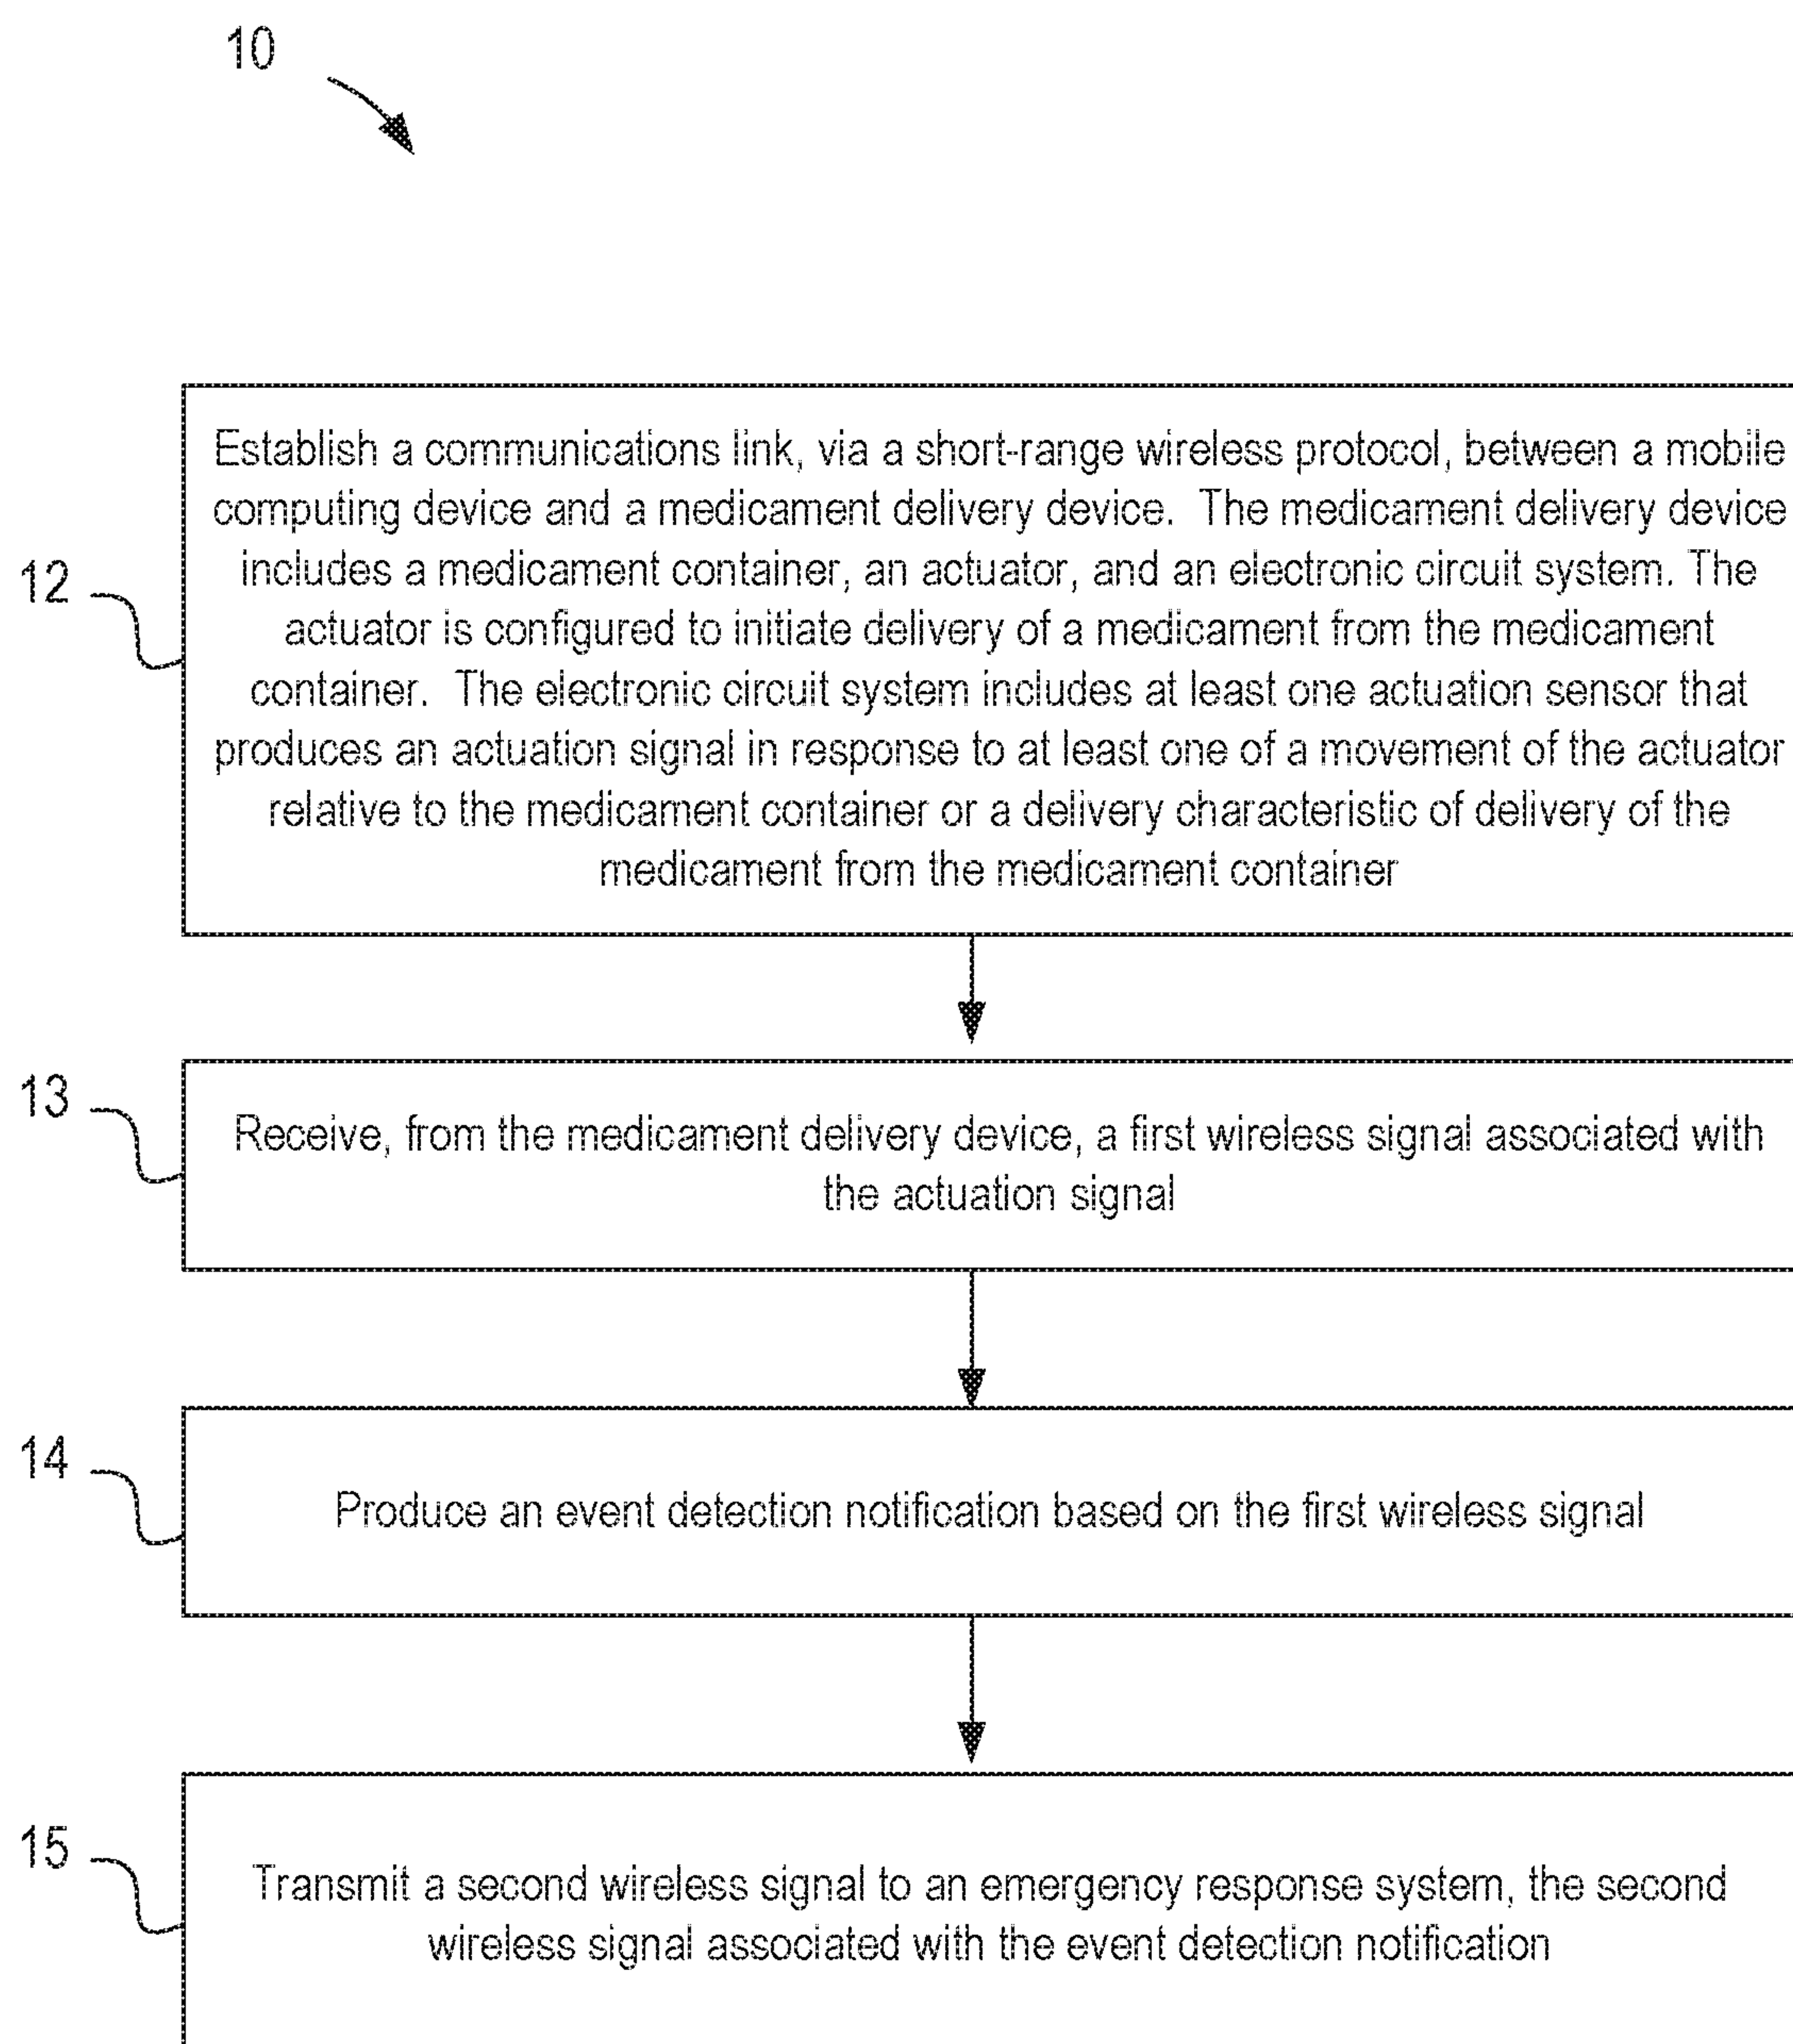 10
12
Establish a communications link, via a short-range wireless protocol, between a mobile
computing device and a medicament delivery device. The medicament delivery device
includes a medicament container, an actuator, and an electronic circuit system. The
actuator is configured to initiate delivery of a medicament from the medicament
container. The electronic circuit system includes at least one actuation sensor that
produces an actuation signal in response to at least one of a movement of the actuator
relative to the medicament container or a delivery characteristic of delivery of the
medicament from the medicament container
13
Receive, from the medicament delivery device, a first wireless signal associated with
the actuation signal
14
Produce an event detection notification based on the first wireless signal
15
Transmit a second wireless signal to an emergency response system, the second
wireless signal associated with the event detection notification